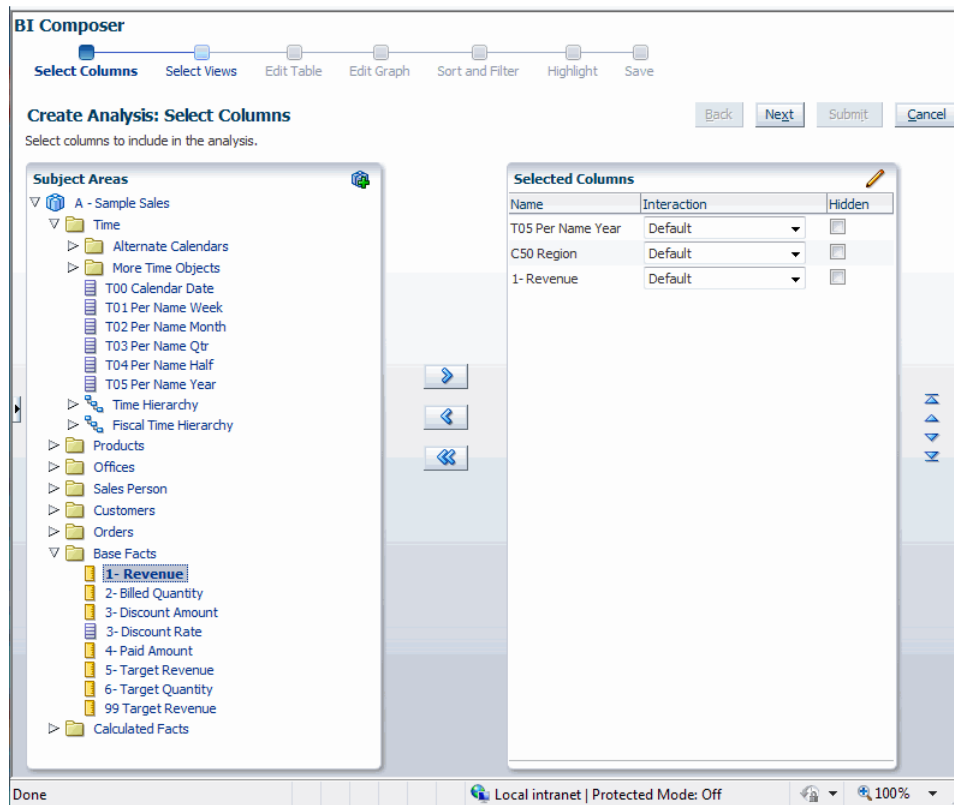 BI Composer
Select Columns Select Views Edit Table Edit Graph Sort and Filter Highlight Save
Create Analysis: Select Columns
Back Next Submit Cancel
Select columns to include in the analysis.
Subject Areas
A - Sample Sales
Time
Alternate Calendars
More Time Objects
T00 Calendar Date
T01 Per Name Week
T02 Per Name Month
T03 Per Name Qtr
T04 Per Name Half
T05 Per Name Year
Time Hierarchy
Fiscal Time Hierarchy
Products
Offices
Sales Person
Customers
Orders
Base Facts
1- Revenue
2- Billed Quantity
3- Discount Amount
3- Discount Rate
4- Paid Amount
5- Target Revenue
6- Target Quantity
99 Target Revenue
Calculated Facts
Selected Columns
Name Interaction Hidden
T05 Per Name Year Default
C50 Region Default
1- Revenue Default
Done Local intranet | Protected Mode: Off 100%